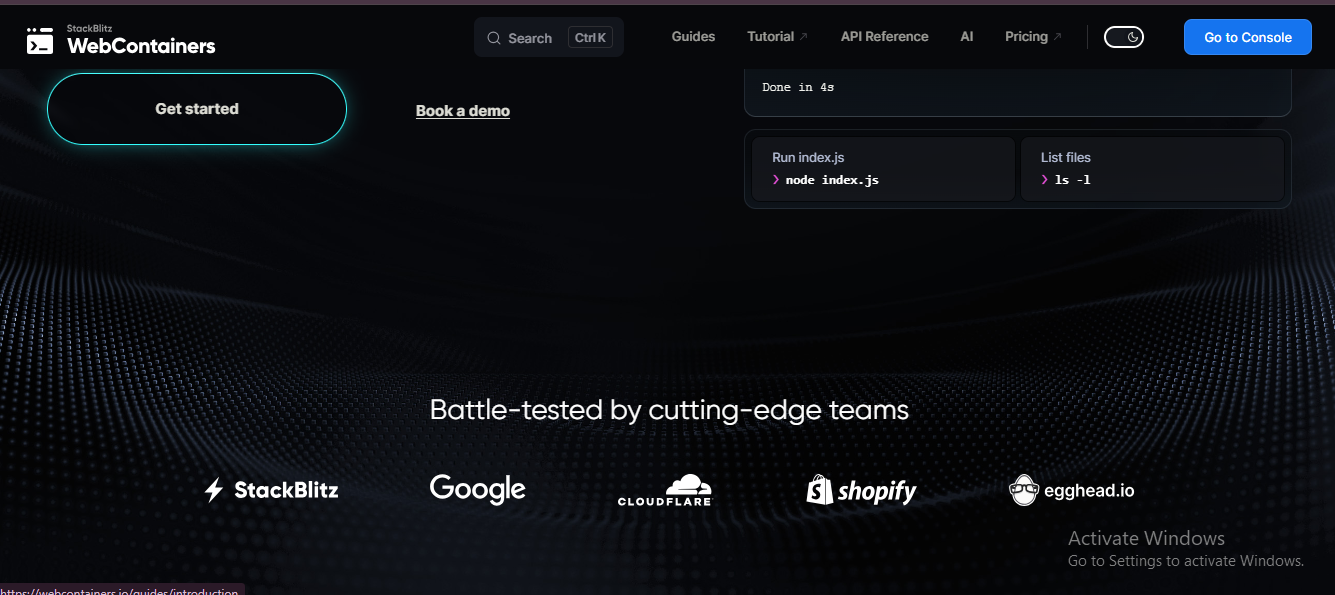 StackBlitz
WebContainers
Search Ctrl K
Guides Tutorial API Reference AI Pricing
Go to Console
Get started
Book a demo
Done in 4s
Run index.js
❯ node index.js
List files
❯ ls -l
Battle-tested by cutting-edge teams
StackBlitz
Google
CLOUDFLARE
shopify
egghead.io
Activate Windows
Go to Settings to activate Windows.
https://webcontainers.io/guides/introduction